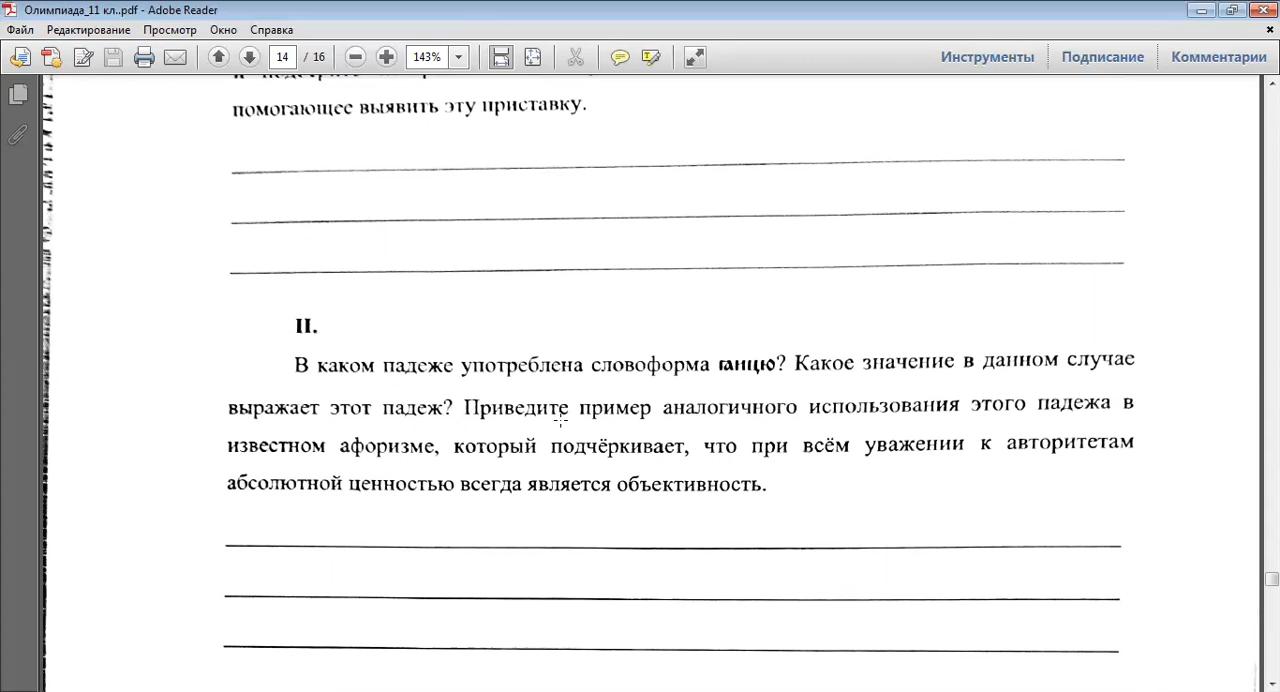 Олимпиада_11 кл..pdf - Adobe Reader
Файл Редактирование Просмотр Окно Справка
14 / 16 143% Инструменты Подписание Комментарии
помогающее выявить эту приставку.
II.
В каком падеже употреблена словоформа ? Какое значение в данном случае
выражает этот падеж? Приведите пример аналогичного использования этого падежа в
известном афоризме, который подчёркивает, что при всём уважении к авторитетам
абсолютной ценностью всегда является объективность.